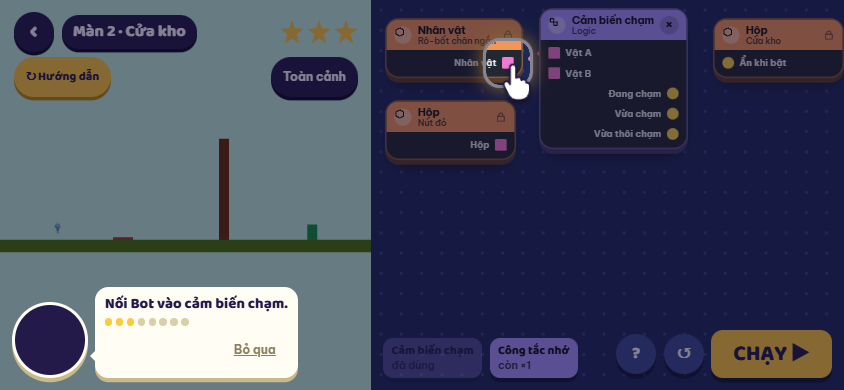 Màn 2 · Cửa kho
Hướng dẫn
Toàn cảnh
Nối Bot vào cảm biến chạm.
Bỏ qua
Nhân vật
Rô-bốt chân ngắn
Nhân vật
Hộp
Nút đỏ
Hộp
Cảm biến chạm
Logic
Vật A
Vật B
Đang chạm
Vừa chạm
Vừa thôi chạm
Hộp
Cửa kho
Ẩn khi bật
Cảm biến chạm
đã dùng
Công tắc nhớ
còn ×1
?
CHẠY